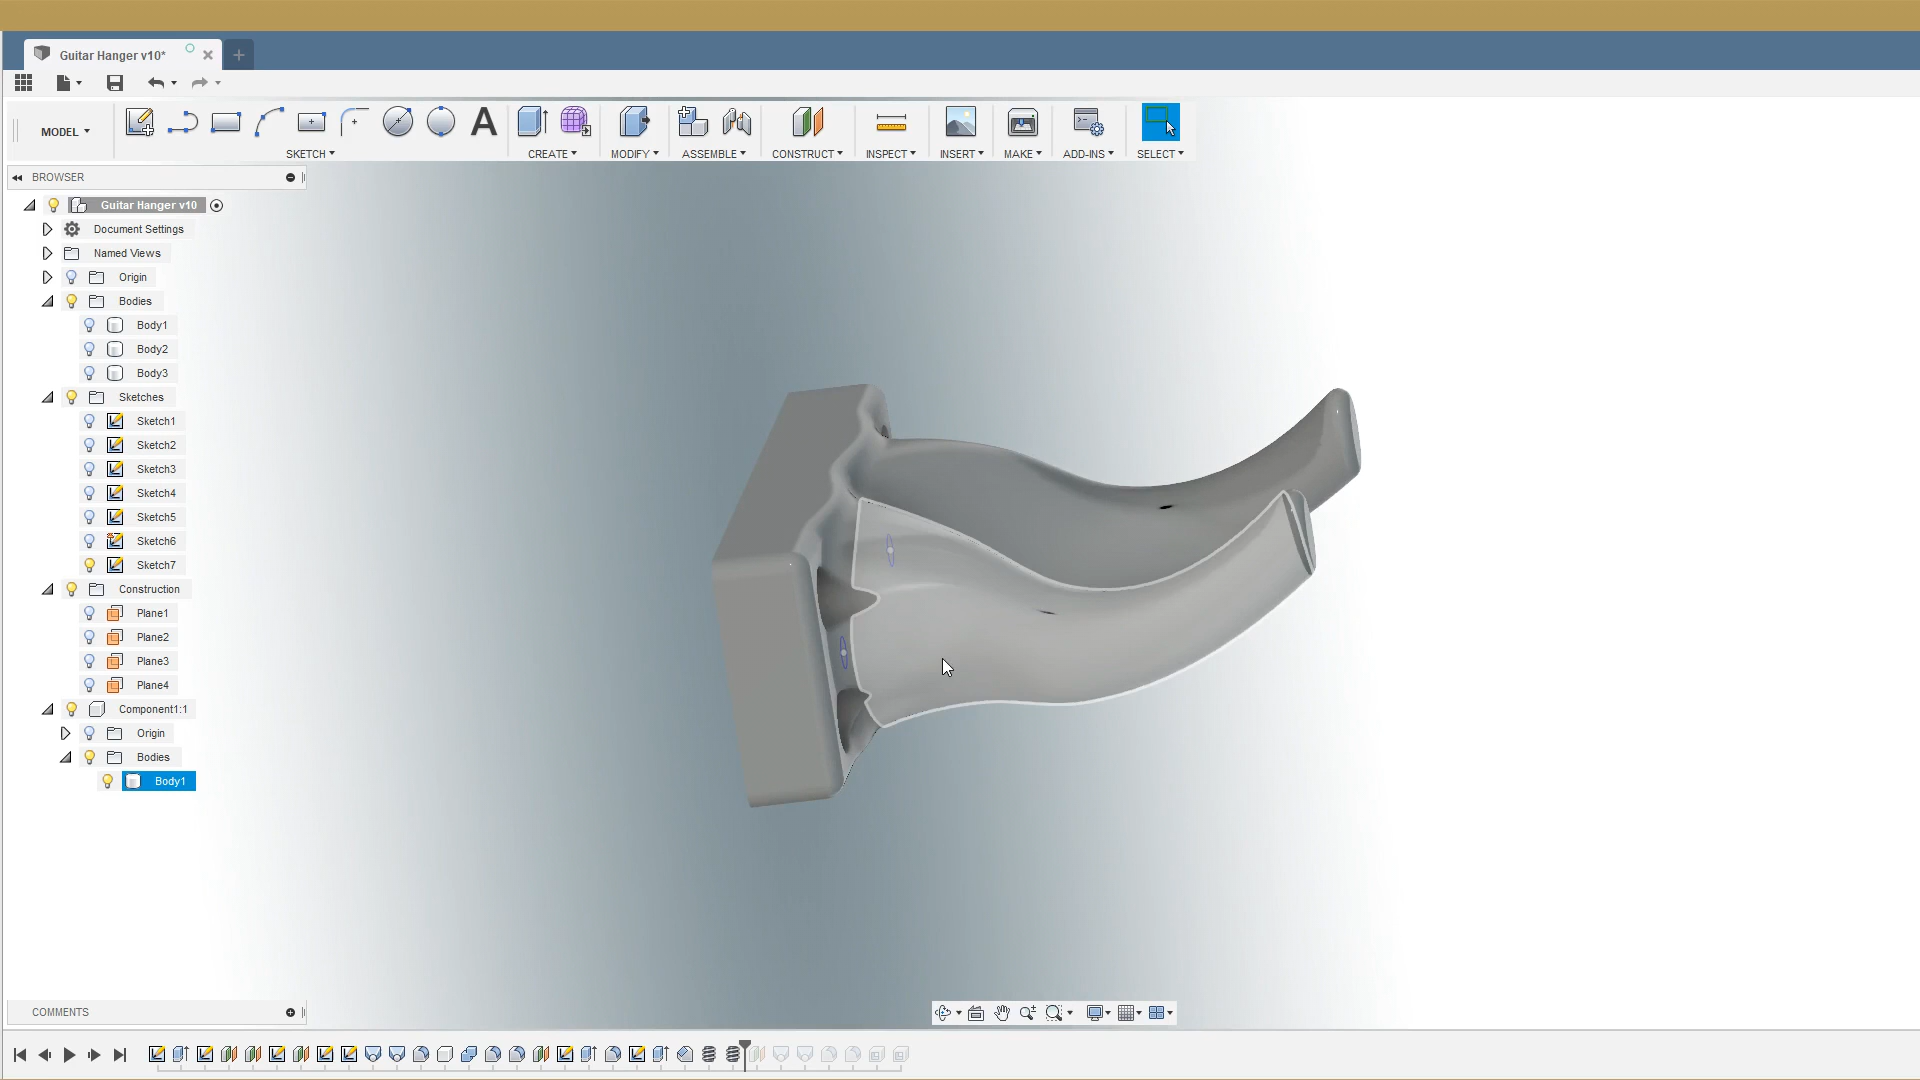 Guitar Hanger v10*
MODEL
A
SKETCH
CREATE
MODIFY
ASSEMBLE
CONSTRUCT
INSPECT
INSERT
MAKE
ADD-INS
SELECT
BROWSER
Guitar Hanger v10
Document Settings
Named Views
Origin
Bodies
Body1
Body2
Body3
Sketches
Sketch1
Sketch2
Sketch3
Sketch4
Sketch5
Sketch6
Sketch7
Construction
Plane1
Plane2
Plane3
Plane4
Component1:1
Origin
Bodies
Body1
COMMENTS